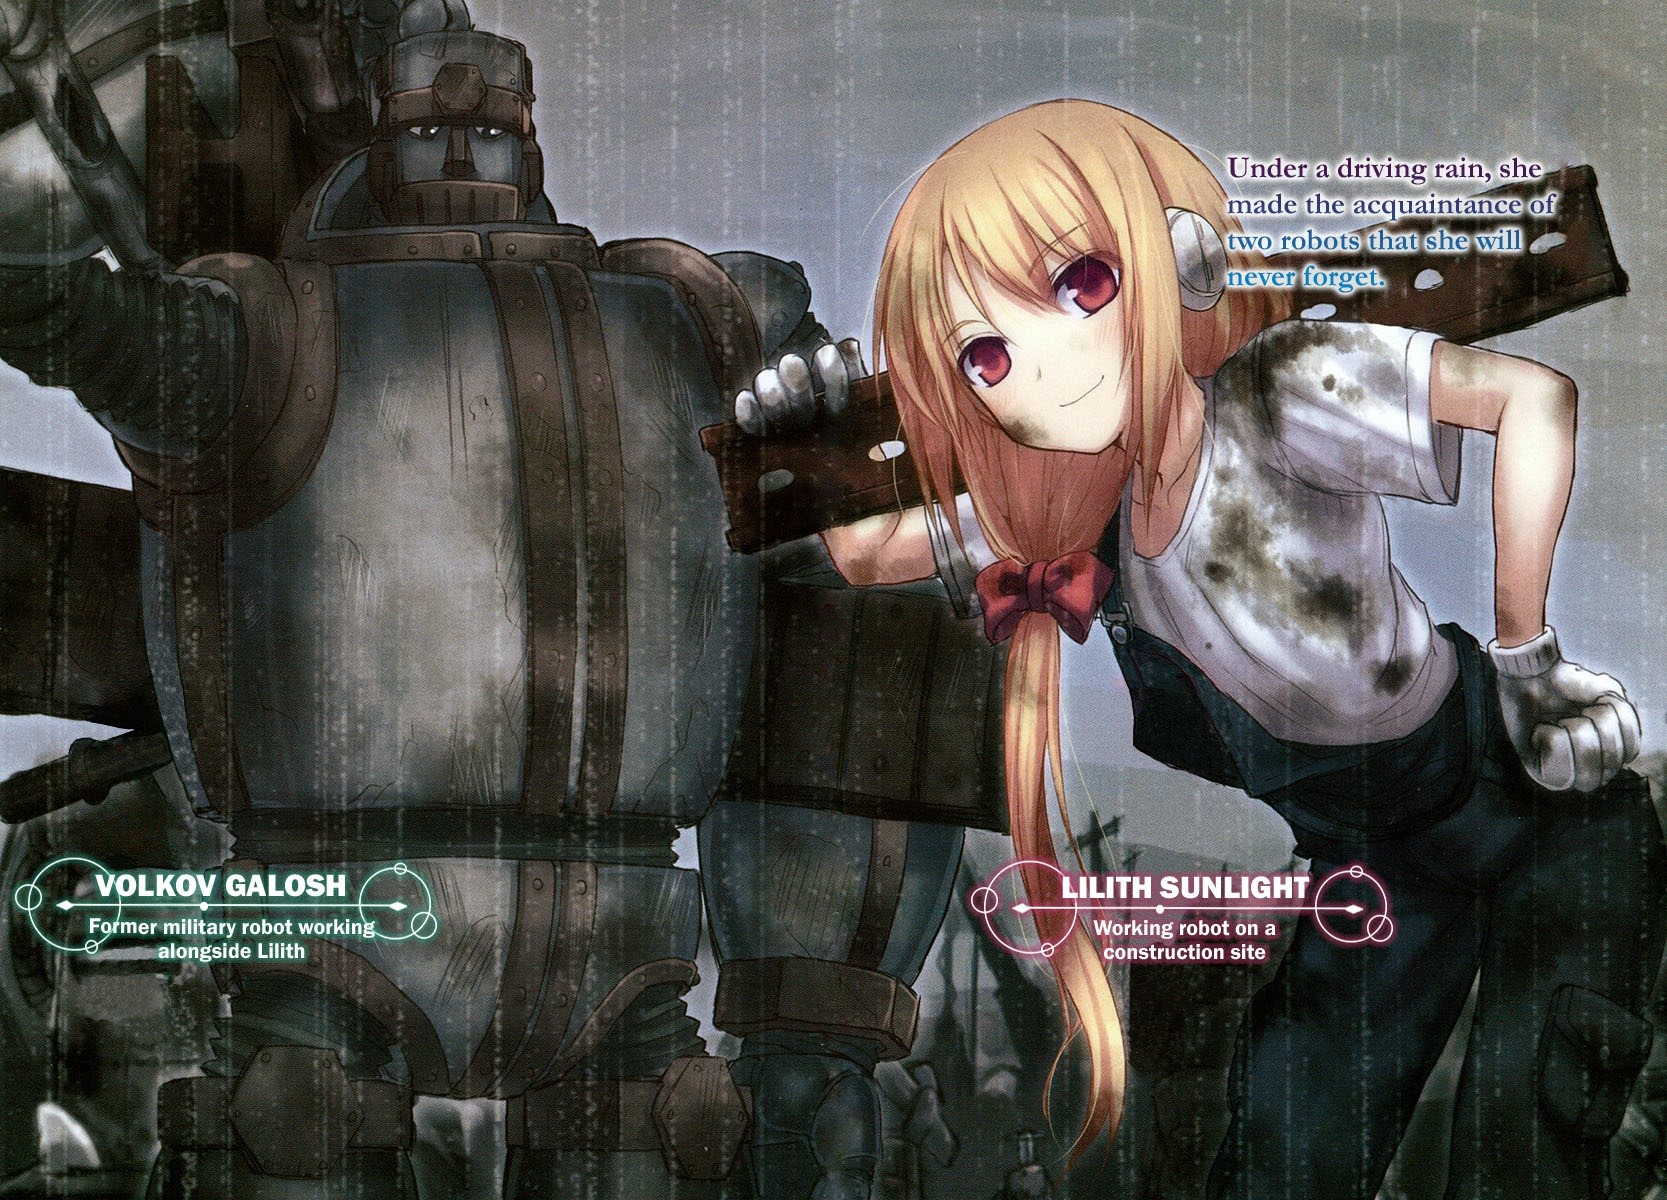 Under a driving rain, she
made the acquaintance of
two robots that she will
never forget.
VOLKOV GALOSH
Former military robot working
alongside Lilith
LILITH SUNLIGHT
Working robot on a
construction site